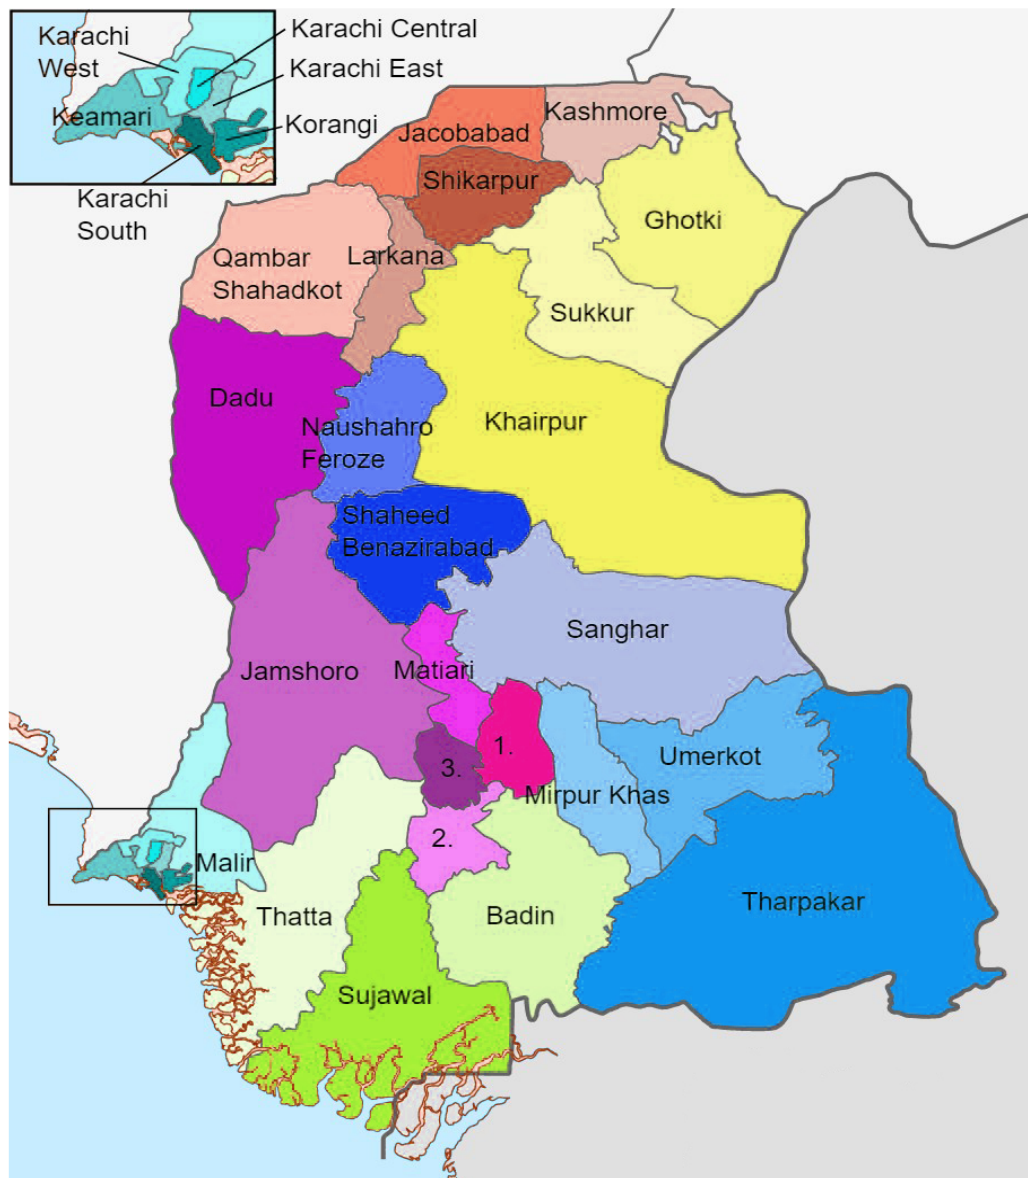 Karachi
West
Karachi Central
Karachi East
Keamari
Korangi
Karachi
South
Jacobabad
Kashmore
Shikarpur
Ghotki
Qambar
Shahadkot
Larkana
Sukkur
Dadu
Naushahro
Feroze
Khairpur
Shaheed
Benazirabad
Sanghar
Jamshoro
Matiari
1.
3.
Umerkot
Mirpur Khas
2.
Malir
Thatta
Badin
Tharpakar
Sujawal